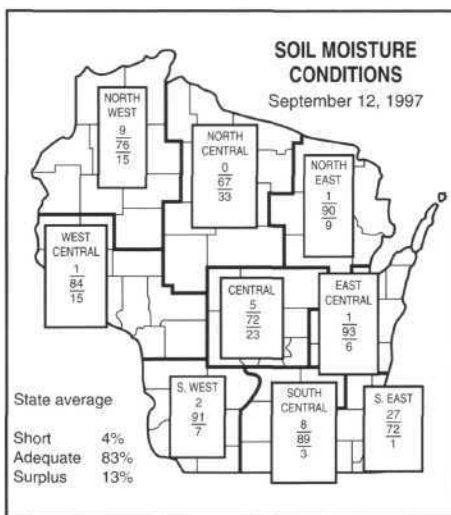 SOIL MOISTURE
CONDITIONS
September 12, 1997
NORTH
WEST
9
76
15
NORTH
CENTRAL
0
67
33
NORTH
EAST
1
90
9
WEST
CENTRAL
1
84
15
CENTRAL
5
72
23
EAST
CENTRAL
1
93
6
S. WEST
2
91
7
SOUTH
CENTRAL
8
89
3
S. EAST
27
72
1
State average
Short 4%
Adequate 83%
Surplus 13%